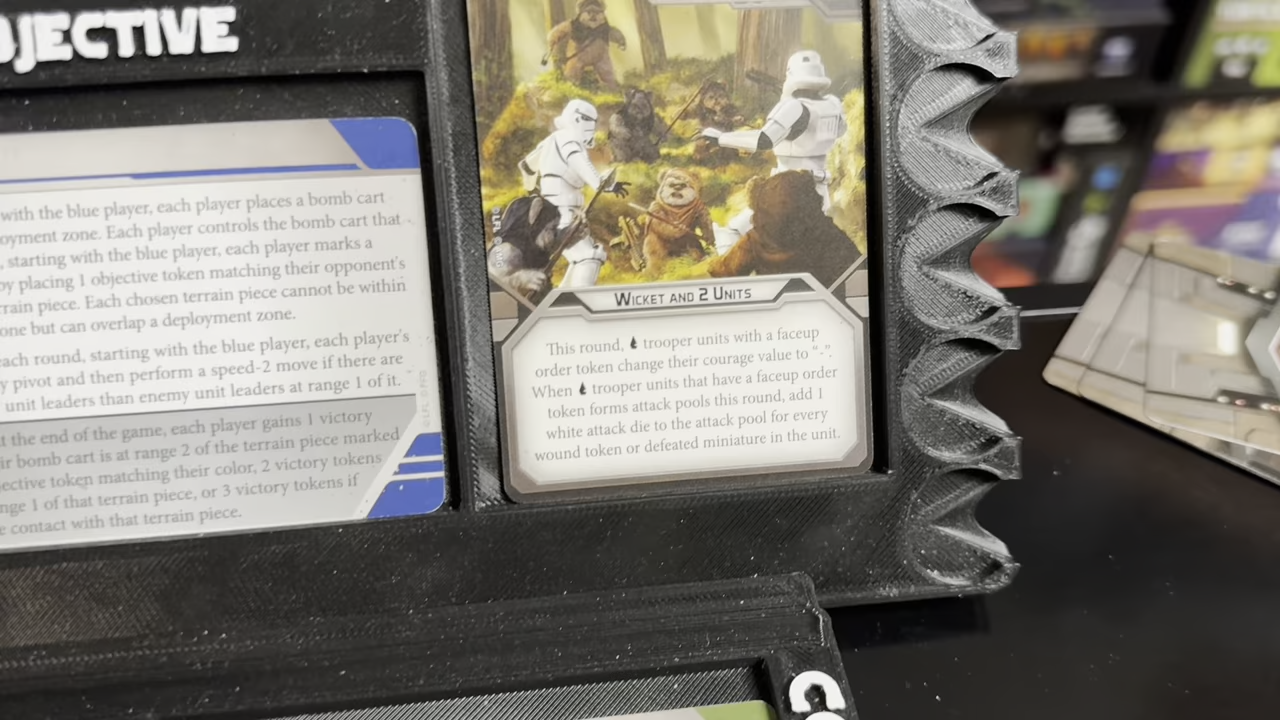 JECTIVE
with the blue player, each player places a bomb cart
oyment zone. Each player controls the bomb cart that
, starting with the blue player, each player marks a
by placing 1 objective token matching their opponent's
rain piece. Each chosen terrain piece cannot be within
one but can overlap a deployment zone.
each round, starting with the blue player, each player's
y pivot and then perform a speed-2 move if there are
unit leaders than enemy unit leaders at range 1 of it.
t the end of the game, each player gains 1 victory
ir bomb cart is at range 2 of the terrain piece marked
jective token matching their color, 2 victory tokens
nge 1 of that terrain piece, or 3 victory tokens if
e contact with that terrain piece.
WICKET AND 2 UNITS
This round, trooper units with a faceup
order token change their courage value to "-".
When trooper units that have a faceup order
token forms attack pools this round, add 1
white attack die to the attack pool for every
wound token or defeated miniature in the unit.